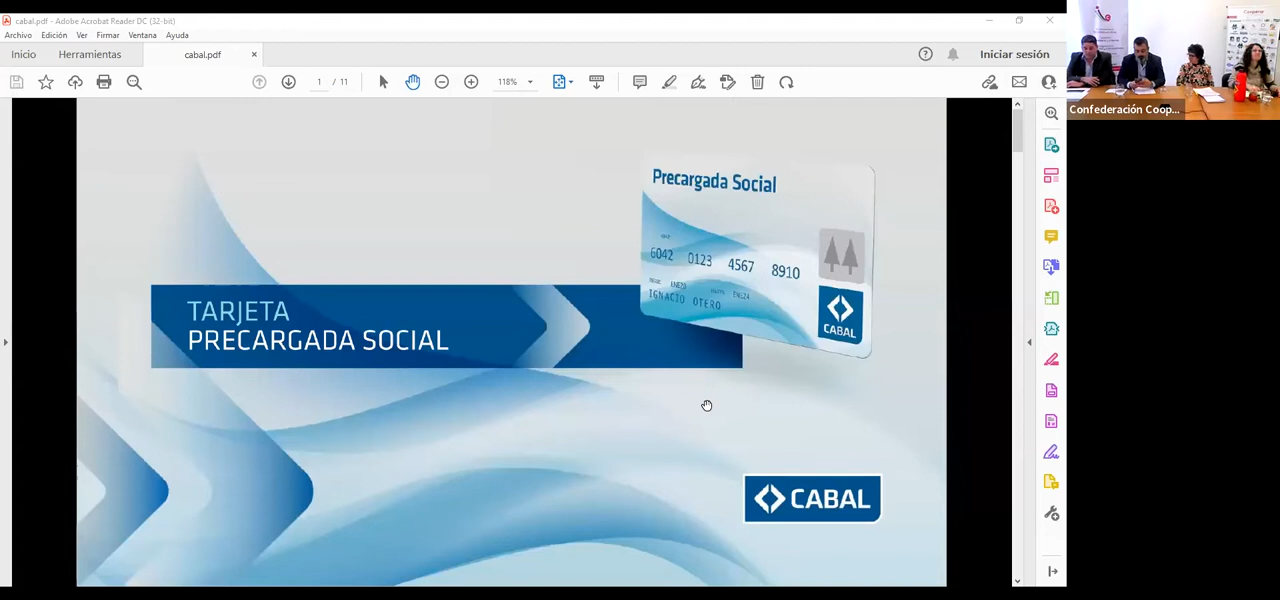 cabal.pdf - Adobe Acrobat Reader DC (32-bit)
Archivo Edición Ver Firmar Ventana Ayuda
Inicio Herramientas cabal.pdf × Iniciar sesión
1 / 11 118%
Precargada Social
6042 0123 4567 8910
IGNACIO OTERO
CABAL
TARJETA
PRECARGADA SOCIAL
CABAL
Confederación Coop...